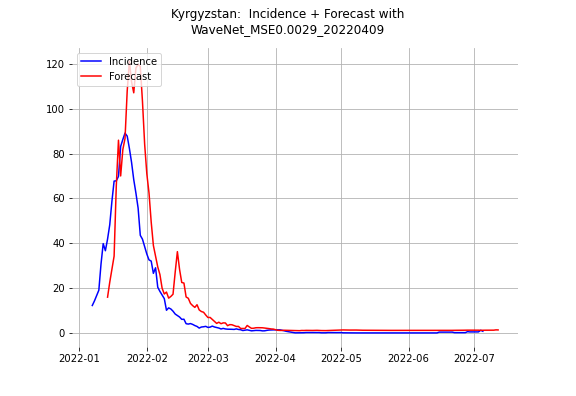 Kyrgyzstan:  Incidence + Forecast with
WaveNet_MSE0.0029_20220409
Incidence
Forecast
120
100
80
60
40
20
0
2022-01 2022-02 2022-03 2022-04 2022-05 2022-06 2022-07